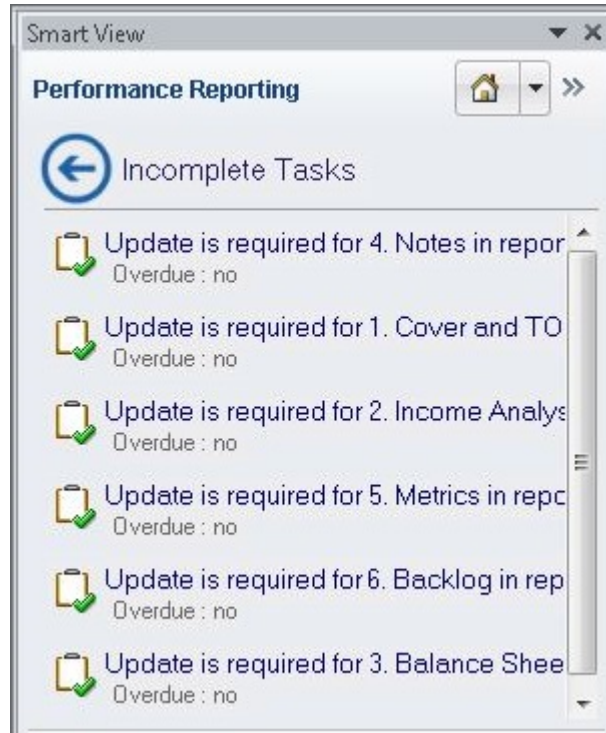 Smart View
Performance Reporting
Incomplete Tasks
Update is required for 4. Notes in repor
Overdue : no
Update is required for 1. Cover and TO
Overdue : no
Update is required for 2. Income Analys
Overdue : no
Update is required for 5. Metrics in repo
Overdue : no
Update is required for 6. Backlog in rep
Overdue : no
Update is required for 3. Balance Shee
Overdue : no